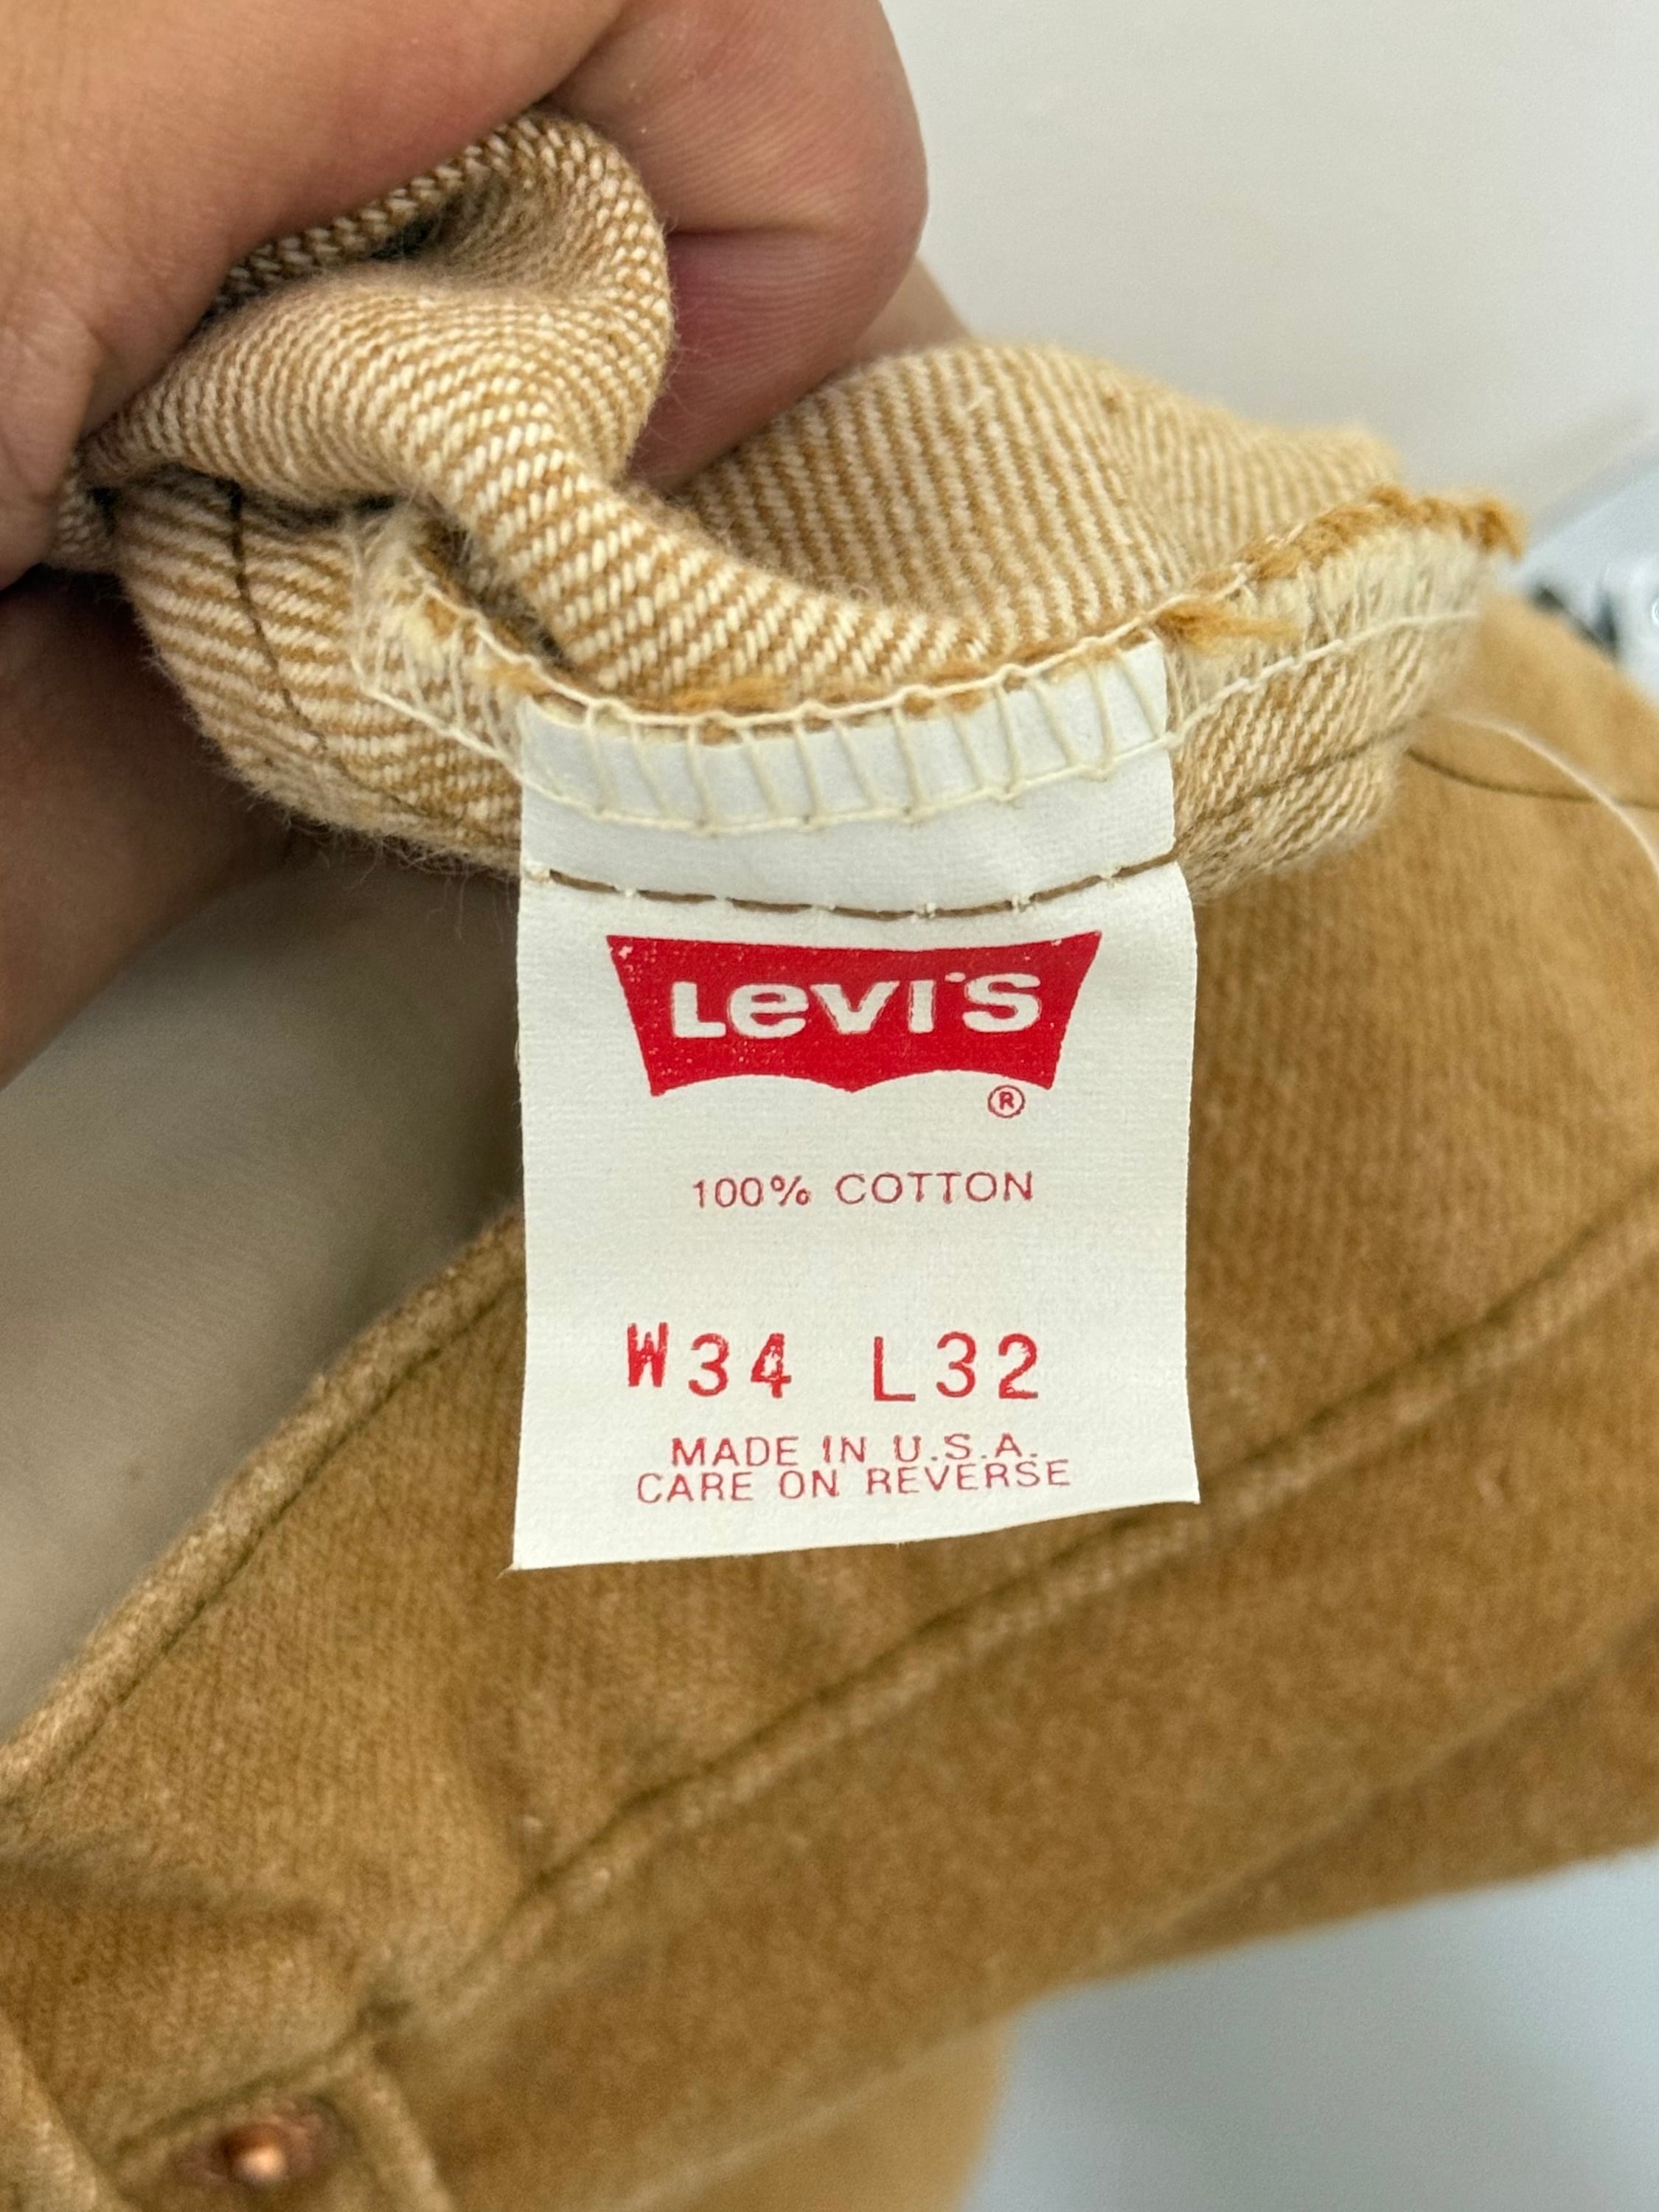 Levi's
®
100% COTTON
W34 L32
MADE IN U.S.A.
CARE ON REVERSE